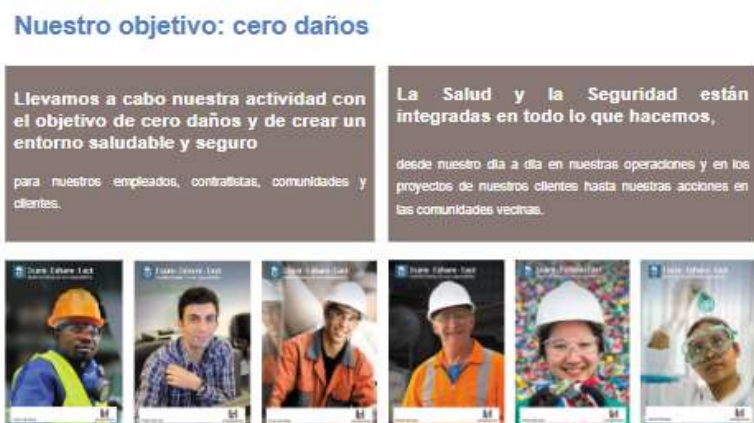 Nuestro objetivo: cero daños
Llevamos a cabo nuestra actividad con
el objetivo de cero daños y de crear un
entorno saludable y seguro
para nuestros empleados, contratistas, comunidades y
clientes.
La Salud y la Seguridad están
integradas en todo lo que hacemos,
desde nuestro día a día en nuestras operaciones y en los
proyectos de nuestros clientes hasta nuestras acciones en
las comunidades vecinas.